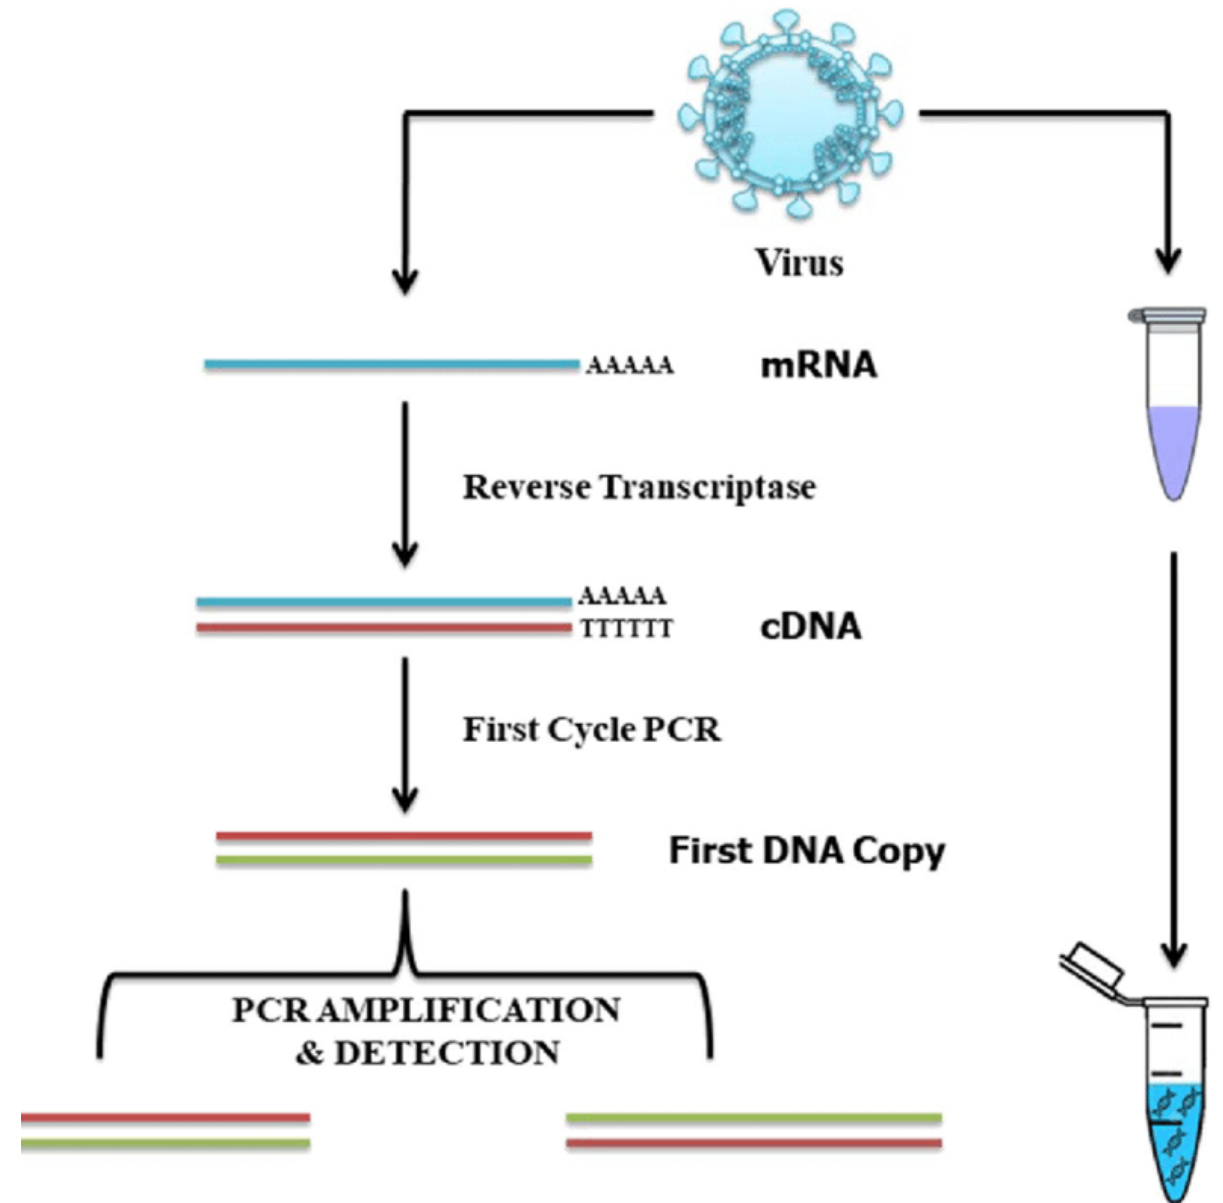 Virus
AAAAA
mRNA
Reverse Transcriptase
AAAAA
TTTTTT
cDNA
First Cycle PCR
First DNA Copy
PCR AMPLIFICATION
& DETECTION